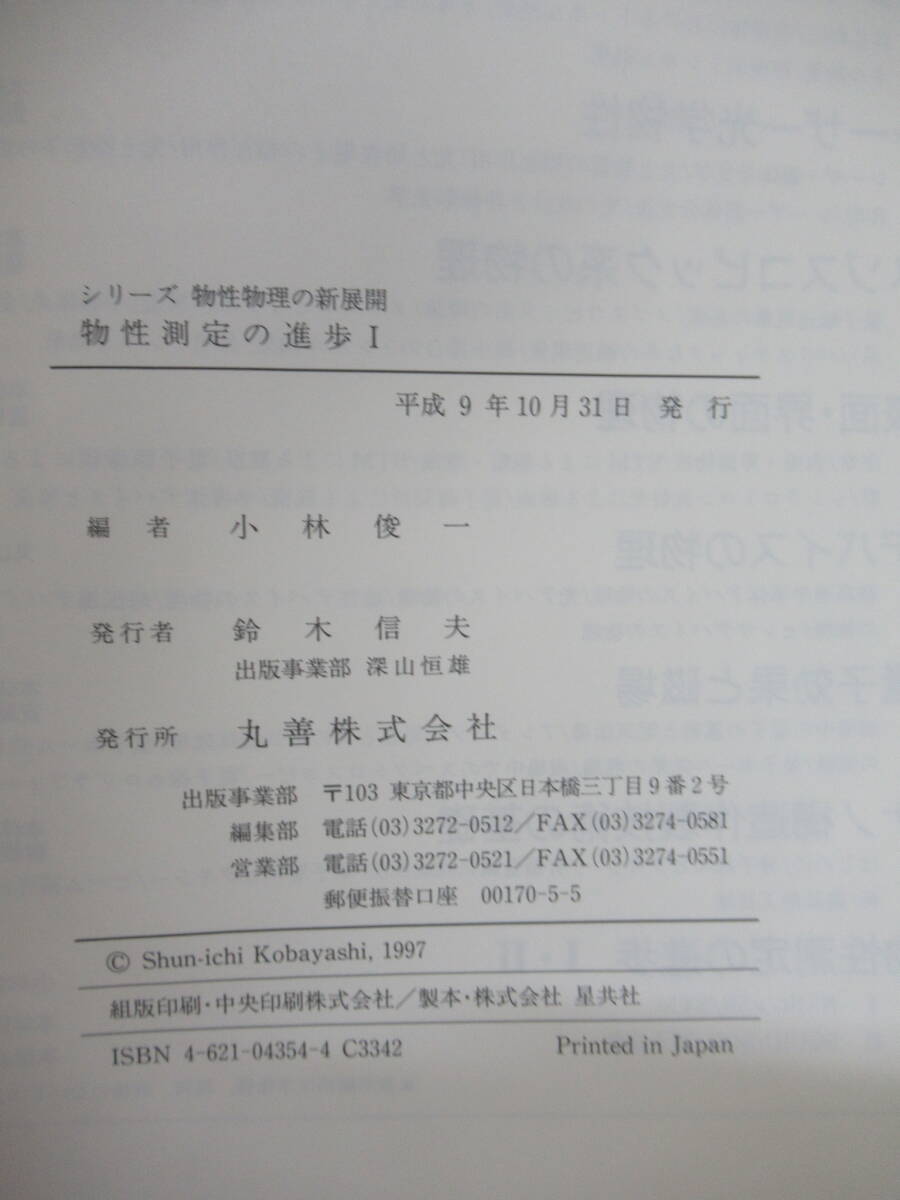 シリーズ 物性物理の新展開
物性測定の進歩 I
平成 9 年 10 月 31 日 発 行
編 者 小 林 俊 一
発行者 鈴 木 信 夫
出版事業部 深山恒雄
発行所 丸善株式会社
出版事業部 〒103 東京都中央区日本橋三丁目9番2号
編集部 電話(03)3272-0512/FAX(03)3274-0581
営業部 電話(03)3272-0521/FAX(03)3274-0551
郵便振替口座 00170-5-5
© Shun-ichi Kobayashi, 1997
組版印刷・中央印刷株式会社/製本・株式会社 星共社
ISBN 4-621-04354-4 C3342 Printed in Japan